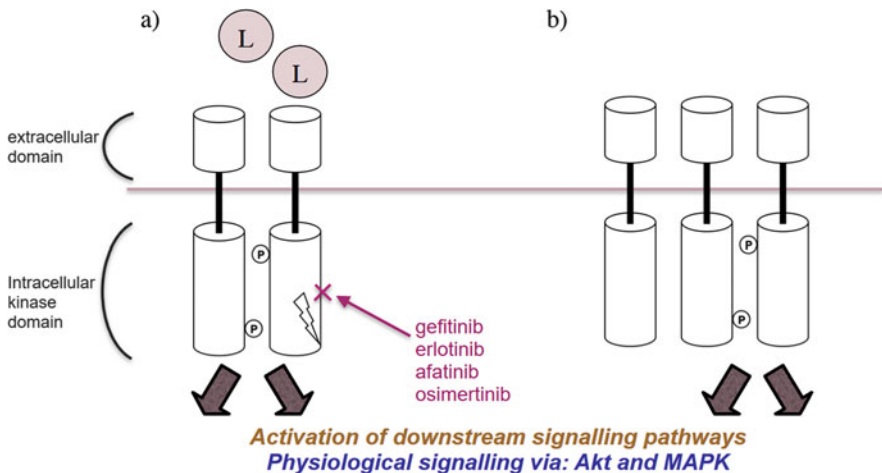 a)
b)
L
L
extracellular
domain
P
P
Intracellular
kinase
domain
P
P
gefitinib
erlotinib
afatinib
osimertinib
Activation of downstream signalling pathways
Physiological signalling via: Akt and MAPK